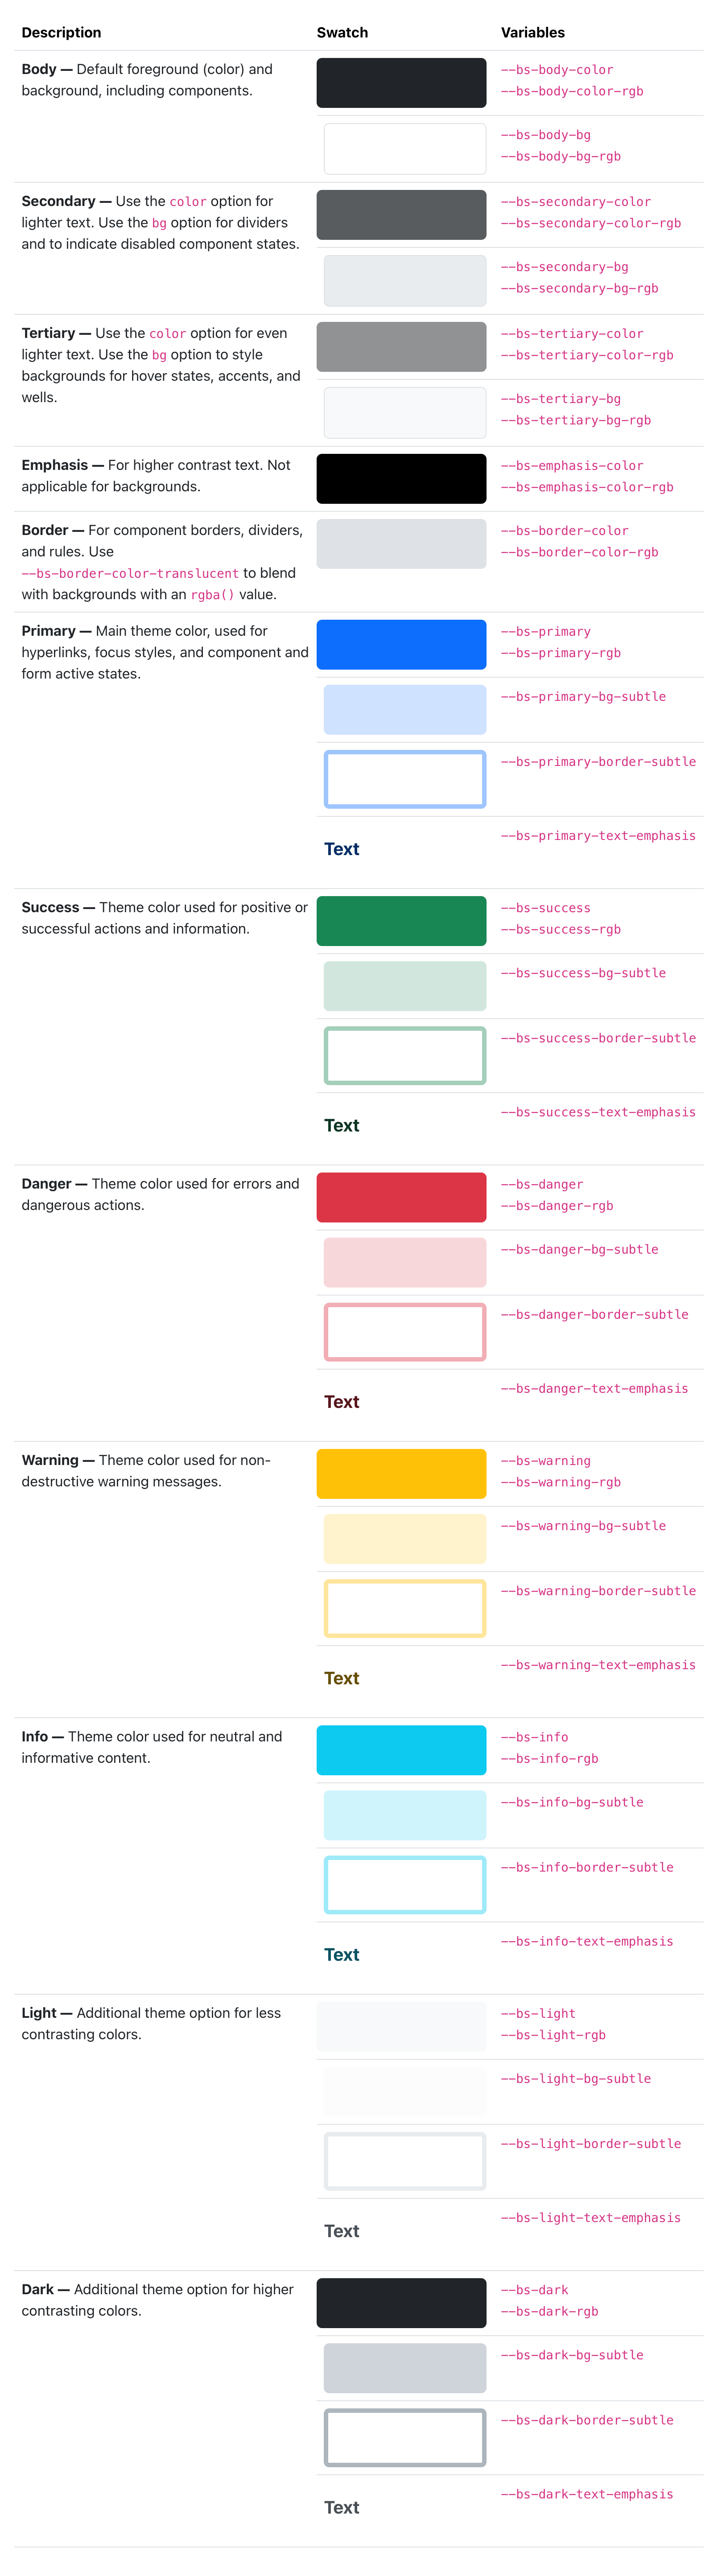 Description Swatch Variables
Body — Default foreground (color) and
background, including components.
--bs-body-color
--bs-body-color-rgb
--bs-body-bg
--bs-body-bg-rgb
Secondary — Use the color option for
lighter text. Use the bg option for dividers
and to indicate disabled component states.
--bs-secondary-color
--bs-secondary-color-rgb
--bs-secondary-bg
--bs-secondary-bg-rgb
Tertiary — Use the color option for even
lighter text. Use the bg option to style
backgrounds for hover states, accents, and
wells.
--bs-tertiary-color
--bs-tertiary-color-rgb
--bs-tertiary-bg
--bs-tertiary-bg-rgb
Emphasis — For higher contrast text. Not
applicable for backgrounds.
--bs-emphasis-color
--bs-emphasis-color-rgb
Border — For component borders, dividers,
and rules. Use
--bs-border-color-translucent to blend
with backgrounds with an rgba() value.
--bs-border-color
--bs-border-color-rgb
Primary — Main theme color, used for
hyperlinks, focus styles, and component and
form active states.
--bs-primary
--bs-primary-rgb
--bs-primary-bg-subtle
--bs-primary-border-subtle
Text
--bs-primary-text-emphasis
Success — Theme color used for positive or
successful actions and information.
--bs-success
--bs-success-rgb
--bs-success-bg-subtle
--bs-success-border-subtle
Text
--bs-success-text-emphasis
Danger — Theme color used for errors and
dangerous actions.
--bs-danger
--bs-danger-rgb
--bs-danger-bg-subtle
--bs-danger-border-subtle
Text
--bs-danger-text-emphasis
Warning — Theme color used for non-
destructive warning messages.
--bs-warning
--bs-warning-rgb
--bs-warning-bg-subtle
--bs-warning-border-subtle
Text
--bs-warning-text-emphasis
Info — Theme color used for neutral and
informative content.
--bs-info
--bs-info-rgb
--bs-info-bg-subtle
--bs-info-border-subtle
Text
--bs-info-text-emphasis
Light — Additional theme option for less
contrasting colors.
--bs-light
--bs-light-rgb
--bs-light-bg-subtle
--bs-light-border-subtle
Text
--bs-light-text-emphasis
Dark — Additional theme option for higher
contrasting colors.
--bs-dark
--bs-dark-rgb
--bs-dark-bg-subtle
--bs-dark-border-subtle
Text
--bs-dark-text-emphasis